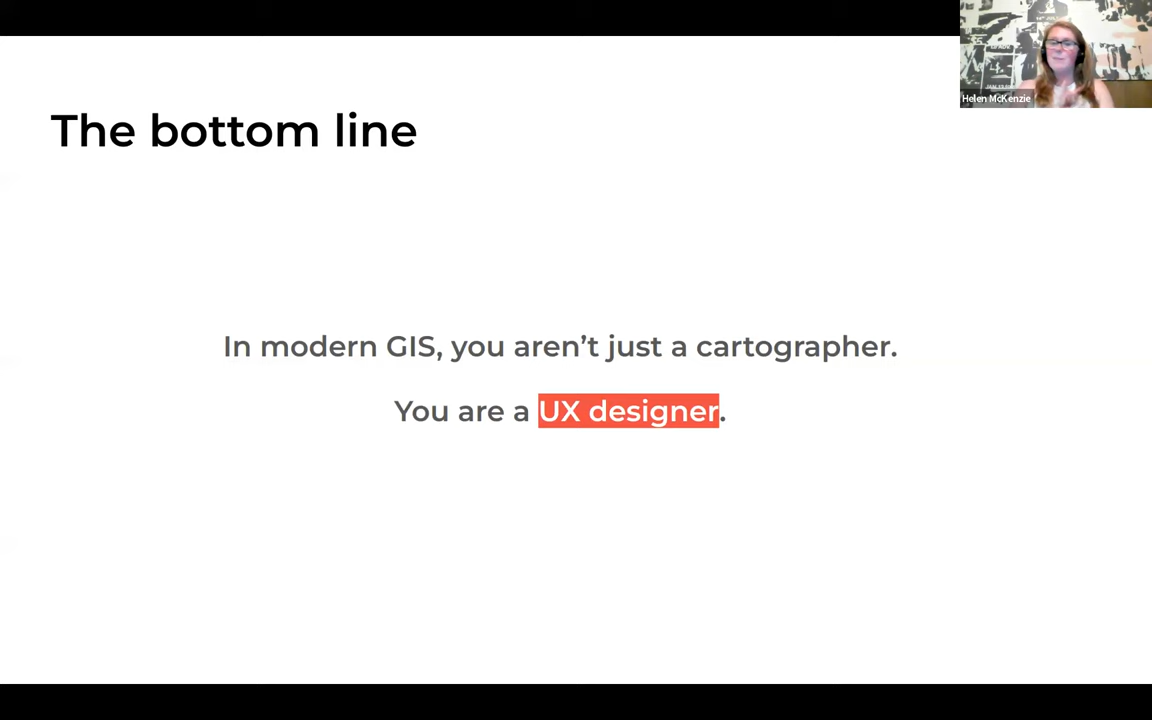 Helen McKenzie
The bottom line
In modern GIS, you aren’t just a cartographer.
You are a UX designer.